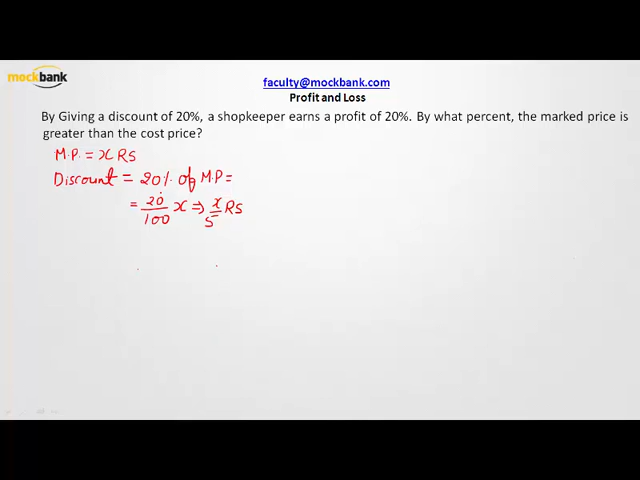 mockbank
faculty@mockbank.com
Profit and Loss
By Giving a discount of 20%, a shopkeeper earns a profit of 20%. By what percent, the marked price is
greater than the cost price?
M.P. = x RS
Discount = 20% of M.P =
= 20/100 x ⇒ x/5 RS